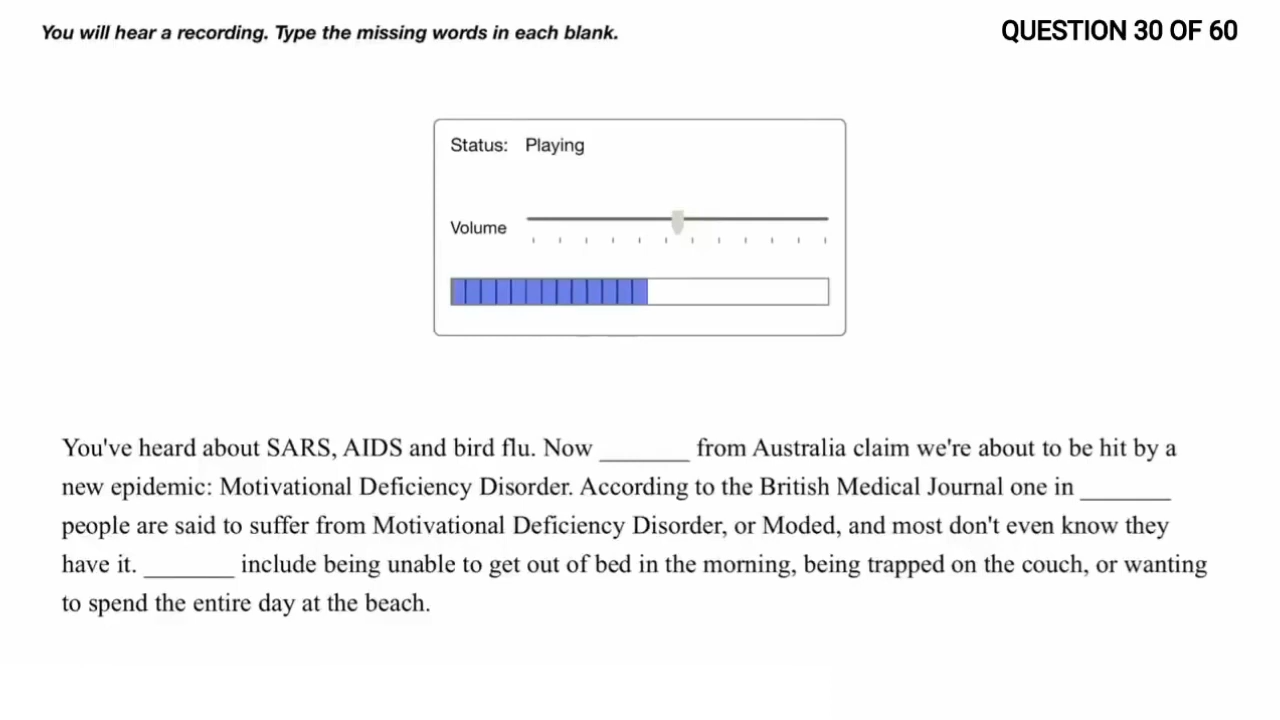 You will hear a recording. Type the missing words in each blank.
QUESTION 30 OF 60
Status: Playing
Volume
You've heard about SARS, AIDS and bird flu. Now _______ from Australia claim we're about to be hit by a
new epidemic: Motivational Deficiency Disorder. According to the British Medical Journal one in _______
people are said to suffer from Motivational Deficiency Disorder, or Moded, and most don't even know they
have it. _______ include being unable to get out of bed in the morning, being trapped on the couch, or wanting
to spend the entire day at the beach.